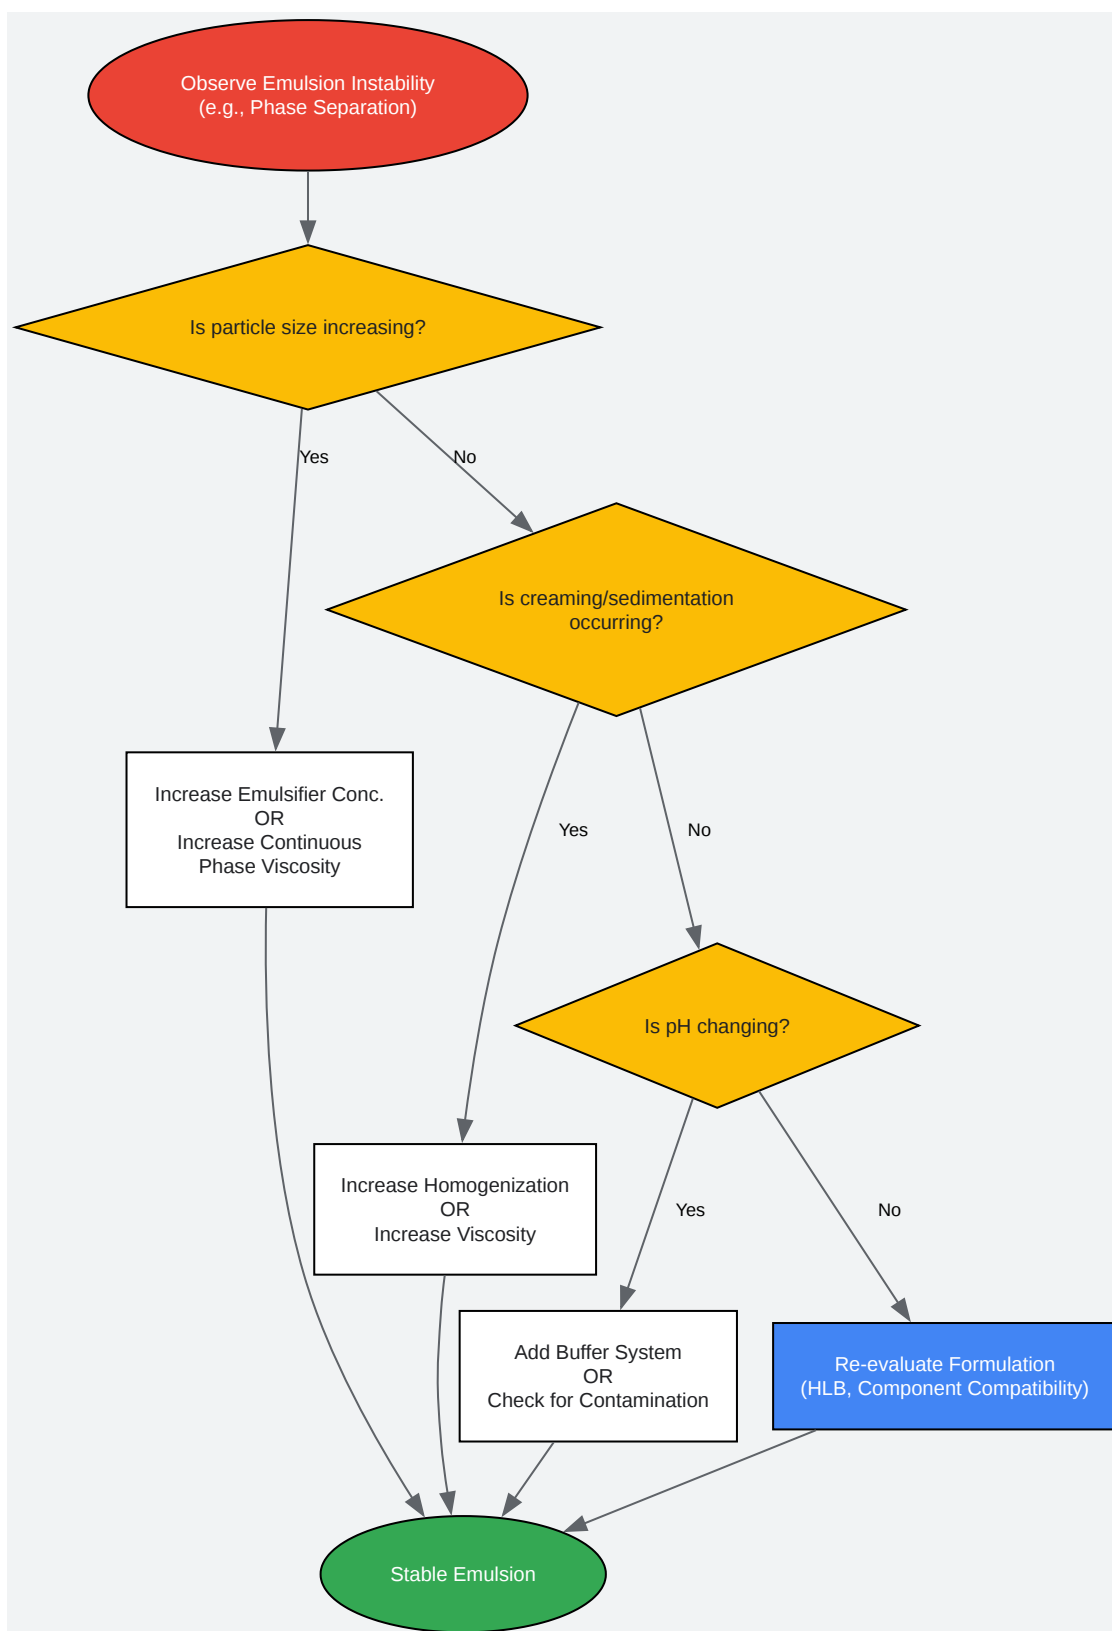 Observe Emulsion Instability
(e.g., Phase Separation)
Is particle size increasing?
Yes
No
Is creaming/sedimentation
occurring?
Increase Emulsifier Conc.
OR
Increase Continuous
Phase Viscosity
Yes
No
Is pH changing?
Increase Homogenization
OR
Increase Viscosity
Yes
No
Add Buffer System
OR
Check for Contamination
Re-evaluate Formulation
(HLB, Component Compatibility)
Stable Emulsion